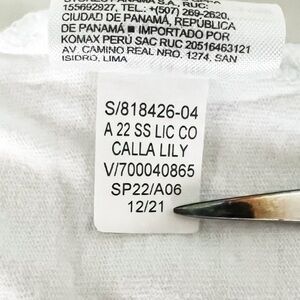 155692927, TEL.: +(507) 269-2620,
CIUDAD DE PANAMÁ, REPÚBLICA
DE PANAMÁ ■ IMPORTADO POR
KOMAX PERÚ SAC RUC 20516463121
AV. CAMINO REAL NRO. 1274, SAN
ISIDRO, LIMA
S/818426-04
A 22 SS LIC CO
CALLA LILY
V/700040865
SP22/A06
12/21